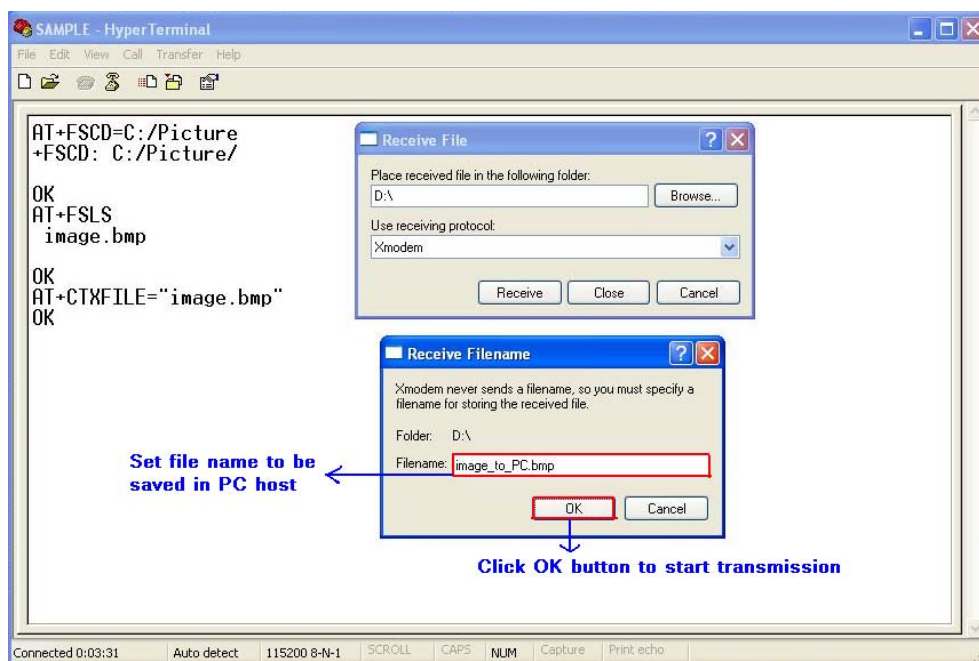 SAMPLE - HyperTerminal
File Edit View Call Transfer Help
AT+FSCD=C:/Picture
+FSCD: C:/Picture/
OK
AT+FSLS
image.bmp
OK
AT+CTXFILE="image.bmp"
OK
Receive File
Place received file in the following folder:
D:\
Browse...
Use receiving protocol:
Xmodem
Receive Close Cancel
Receive Filename
Xmodem never sends a filename, so you must specify a
filename for storing the received file.
Folder: D:\
Filename: image_to_PC.bmp
OK Cancel
Set file name to be
saved in PC host
Click OK button to start transmission
Connected 0:03:31 Auto detect 115200 8-N-1 SCROLL CAPS NUM Capture Print echo